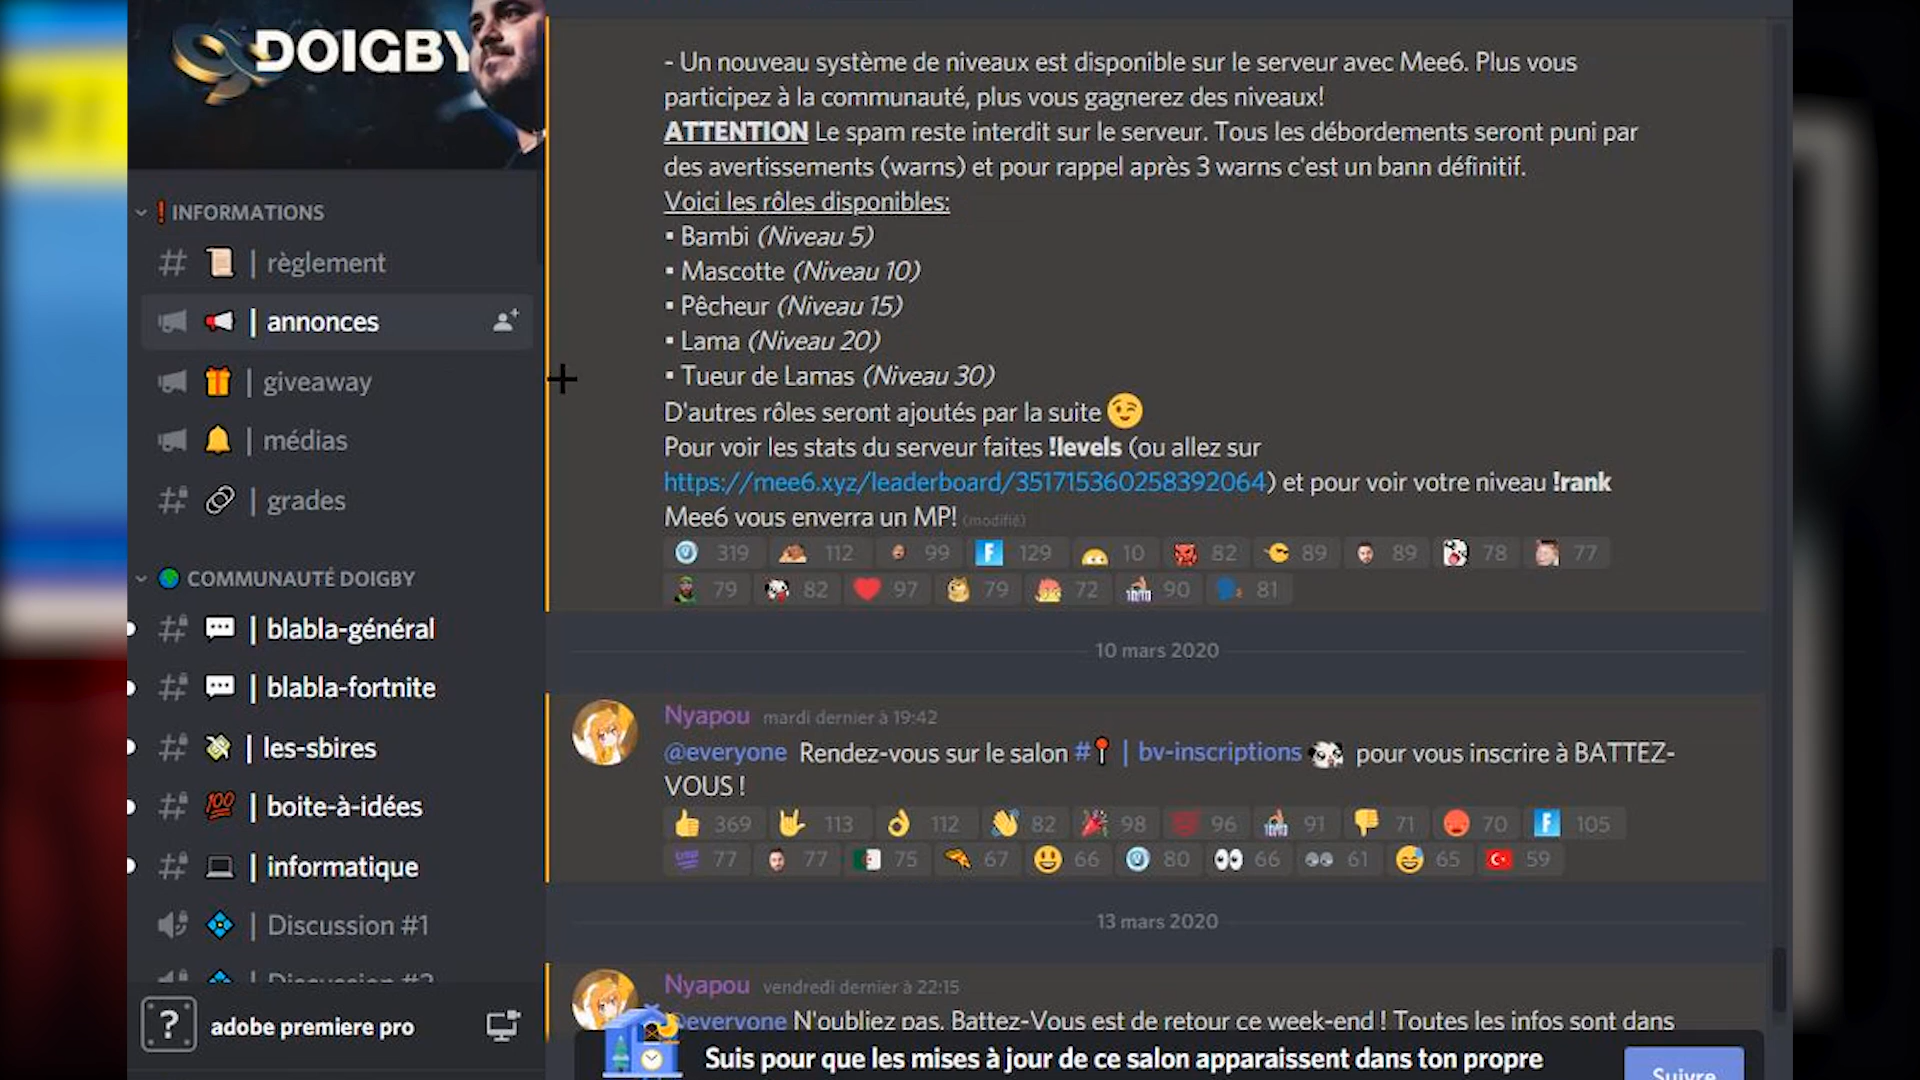 DOIGBY
INFORMATIONS
| règlement
| annonces
| giveaway
| médias
| grades
COMMUNAUTÉ DOIGBY
| blabla-général
| blabla-fortnite
| les-sbires
| boite-à-idées
| informatique
| Discussion #1
Discussion #2
adobe premiere pro
- Un nouveau système de niveaux est disponible sur le serveur avec Mee6. Plus vous
participez à la communauté, plus vous gagnerez des niveaux!
ATTENTION Le spam reste interdit sur le serveur. Tous les débordements seront puni par
des avertissements (warns) et pour rappel après 3 warns c'est un bann définitif.
Voici les rôles disponibles:
▪ Bambi (Niveau 5)
▪ Mascotte (Niveau 10)
▪ Pêcheur (Niveau 15)
▪ Lama (Niveau 20)
▪ Tueur de Lamas (Niveau 30)
D'autres rôles seront ajoutés par la suite
Pour voir les stats du serveur faites !levels (ou allez sur
https://mee6.xyz/leaderboard/351715360258392064) et pour voir votre niveau !rank
Mee6 vous enverra un MP! (modifié)
319 112 99 129 10 82 89 89 78 77
79 82 97 79 72 90 81
10 mars 2020
Nyapou mardi dernier à 19:42
@everyone Rendez-vous sur le salon # | bv-inscriptions pour vous inscrire à BATTEZ-
VOUS !
369 113 112 82 98 96 91 71 70 105
77 77 75 67 66 80 66 61 65 59
13 mars 2020
Nyapou vendredi dernier à 22:15
@everyone N'oubliez pas, Battez-Vous est de retour ce week-end ! Toutes les infos sont dans
Suis pour que les mises à jour de ce salon apparaissent dans ton propre
Suivre